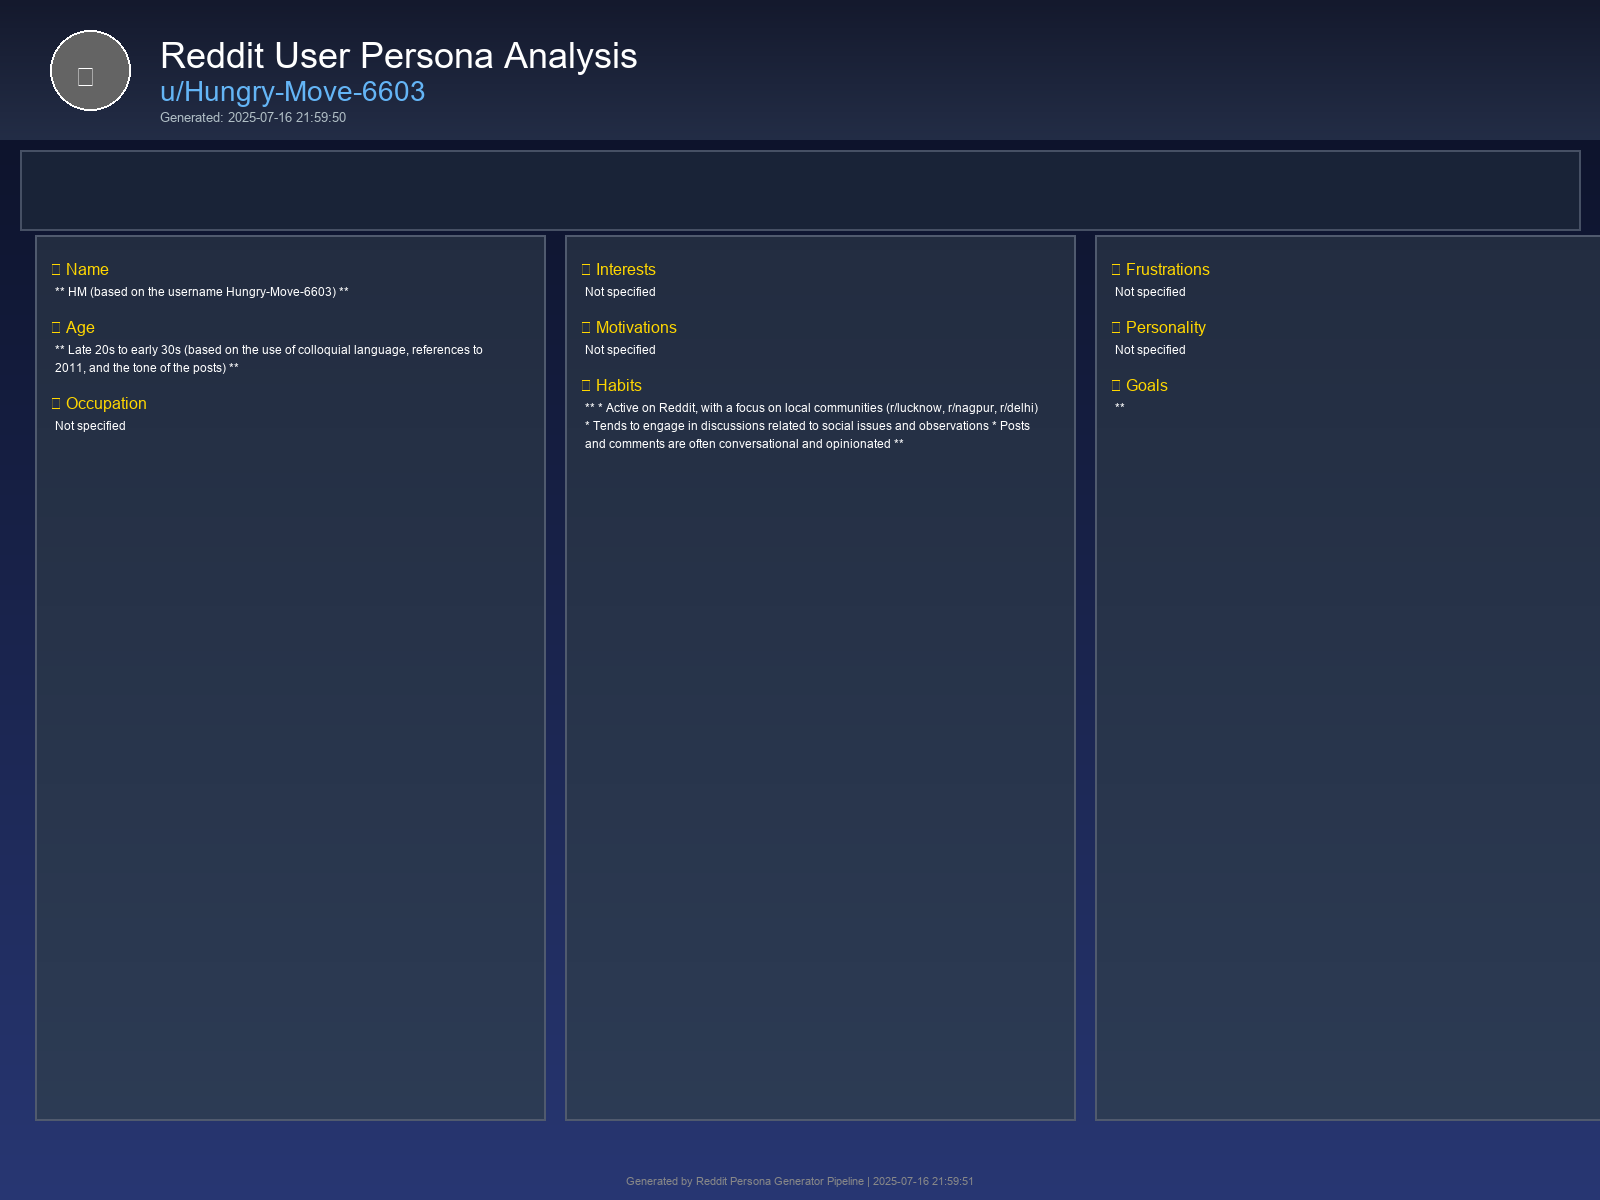 Reddit User Persona Analysis
u/Hungry-Move-6603
Generated: 2025-07-16 21:59:50
Name
** HM (based on the username Hungry-Move-6603) **
Age
** Late 20s to early 30s (based on the use of colloquial language, references to
2011, and the tone of the posts) **
Occupation
Not specified
Interests
Not specified
Motivations
Not specified
Habits
** * Active on Reddit, with a focus on local communities (r/lucknow, r/nagpur, r/delhi)
* Tends to engage in discussions related to social issues and observations * Posts
and comments are often conversational and opinionated **
Frustrations
Not specified
Personality
Not specified
Goals
**
Generated by Reddit Persona Generator Pipeline | 2025-07-16 21:59:51